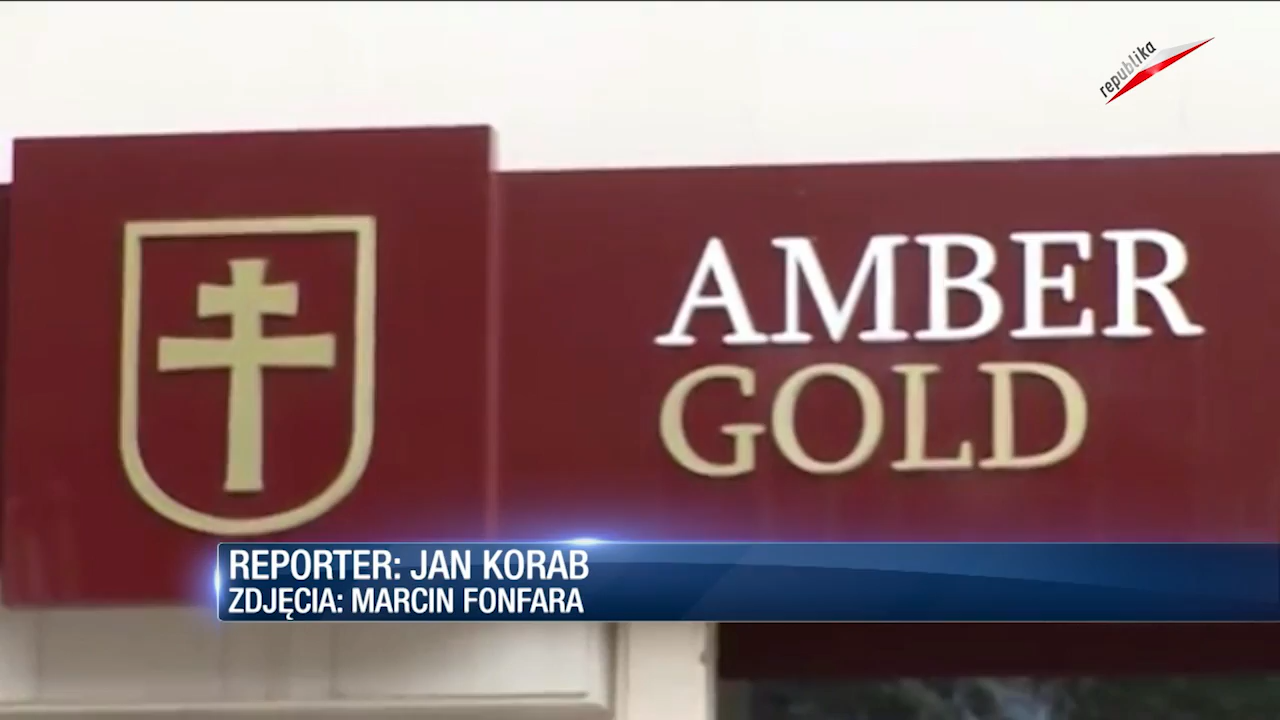 republika
AMBER
GOLD
REPORTER: JAN KORAB
ZDJĘCIA: MARCIN FONFARA